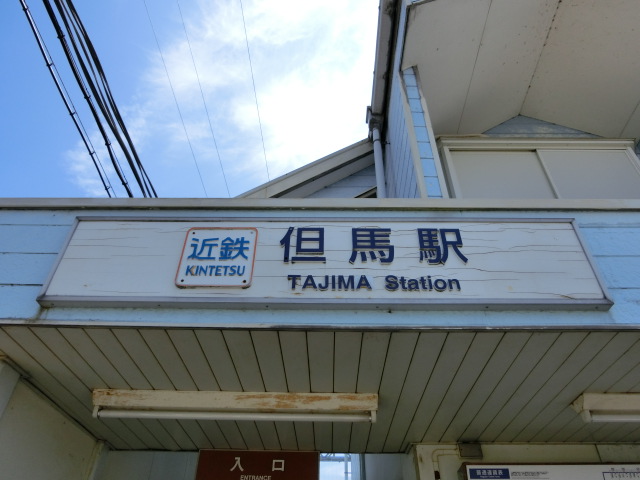 近鉄
KINTETSU
但馬駅
TAJIMA Station
入口
ENTRANCE